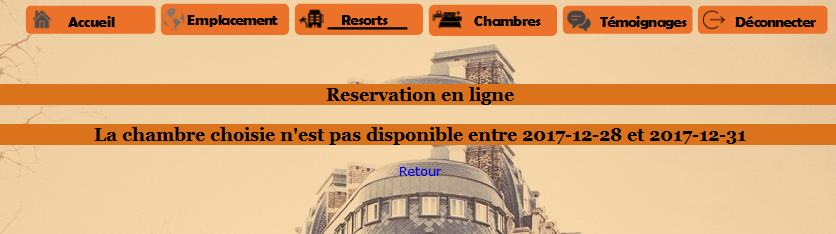 Accueil Emplacement Resorts Chambres Témoignages Déconnecter
Reservation en ligne
La chambre choisie n'est pas disponible entre 2017-12-28 et 2017-12-31
Retour